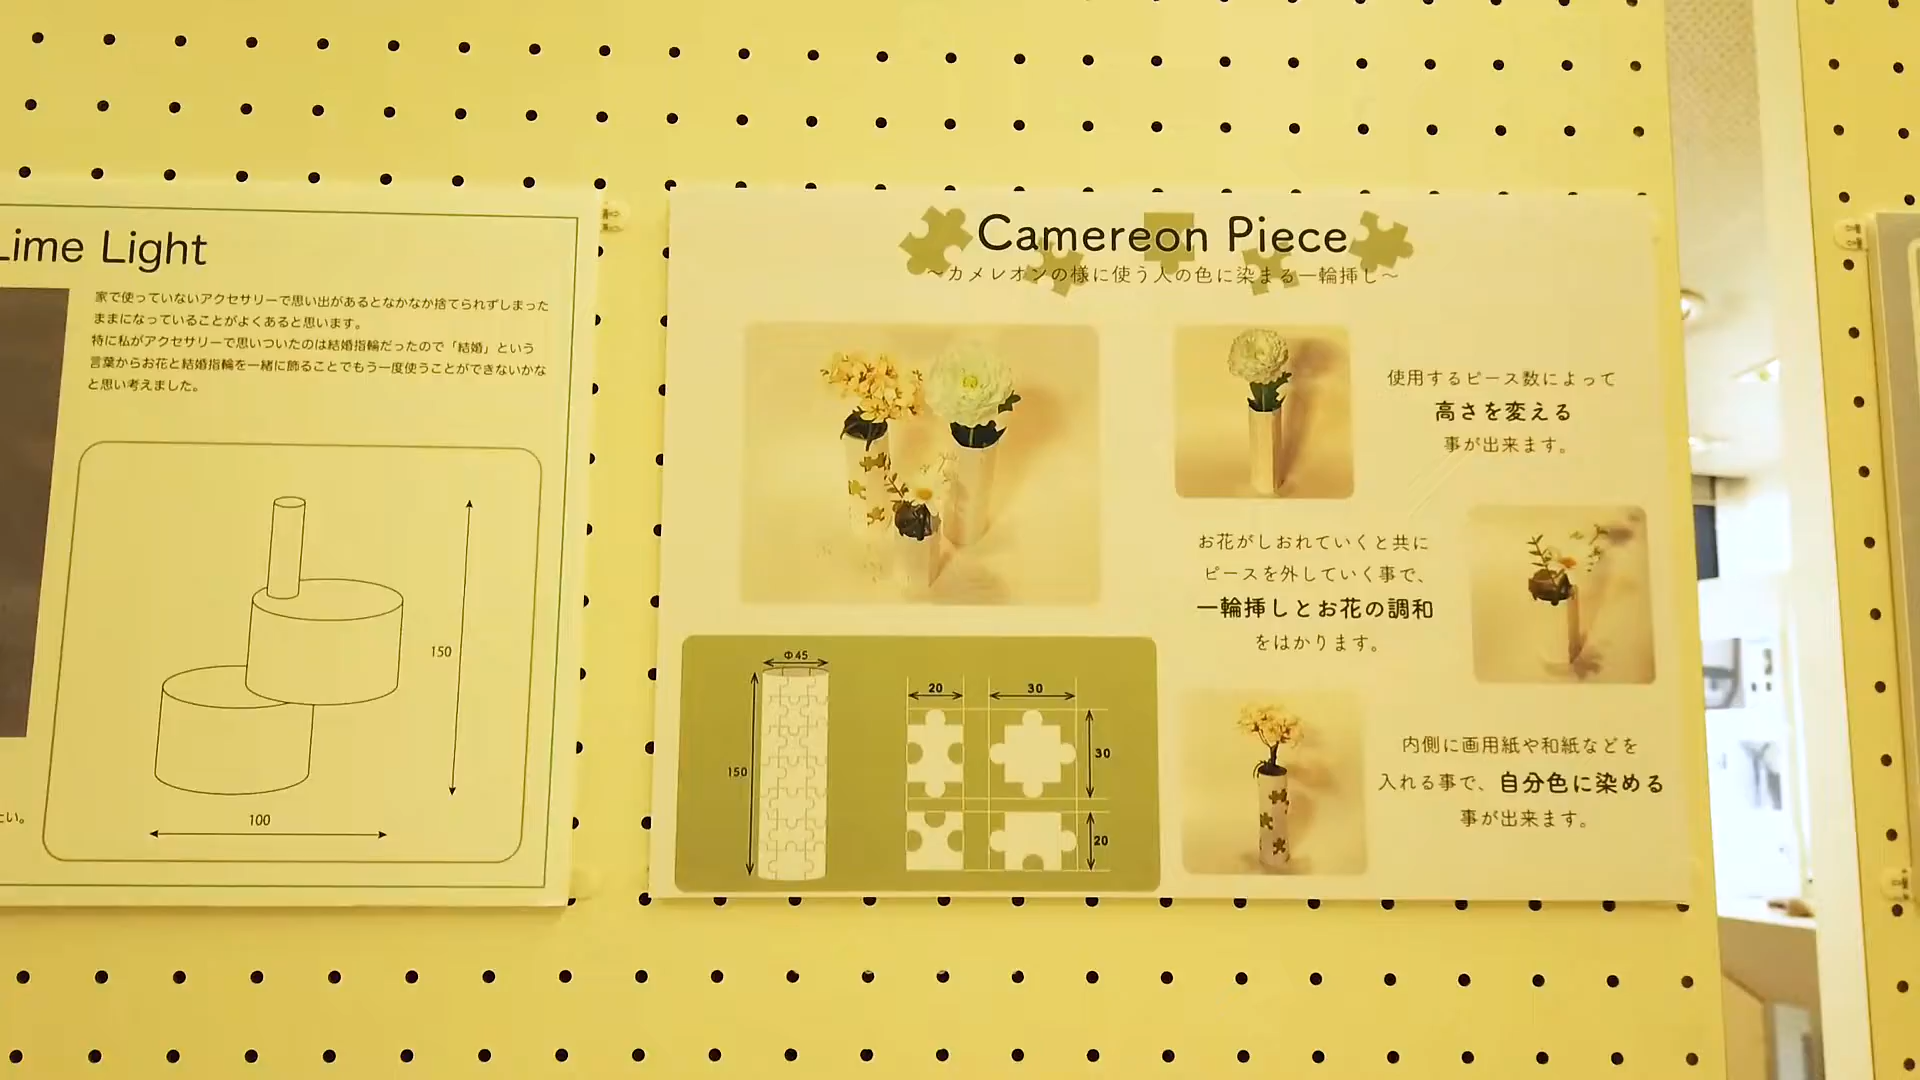 Lime Light
家で使っていないアクセサリーで思い出があるとなかなか捨てられずしまった
ままになっていることがよくあると思います。
特に私がアクセサリーで思いついたのは結婚指輪だったので「結婚」という
言葉からお花と結婚指輪を一緒に飾ることでもう一度使うことができないかな
と思い考えました。
150
100
たい。
Camereon Piece
～カメレオンの様に使う人の色に染まる一輪挿し～
使用するピース数によって
高さを変える
事が出来ます。
お花がしおれていくと共に
ピースを外していく事で、
一輪挿しとお花の調和
をはかります。
内側に画用紙や和紙などを
入れる事で、自分色に染める
事が出来ます。
Φ45
150
20
30
30
20